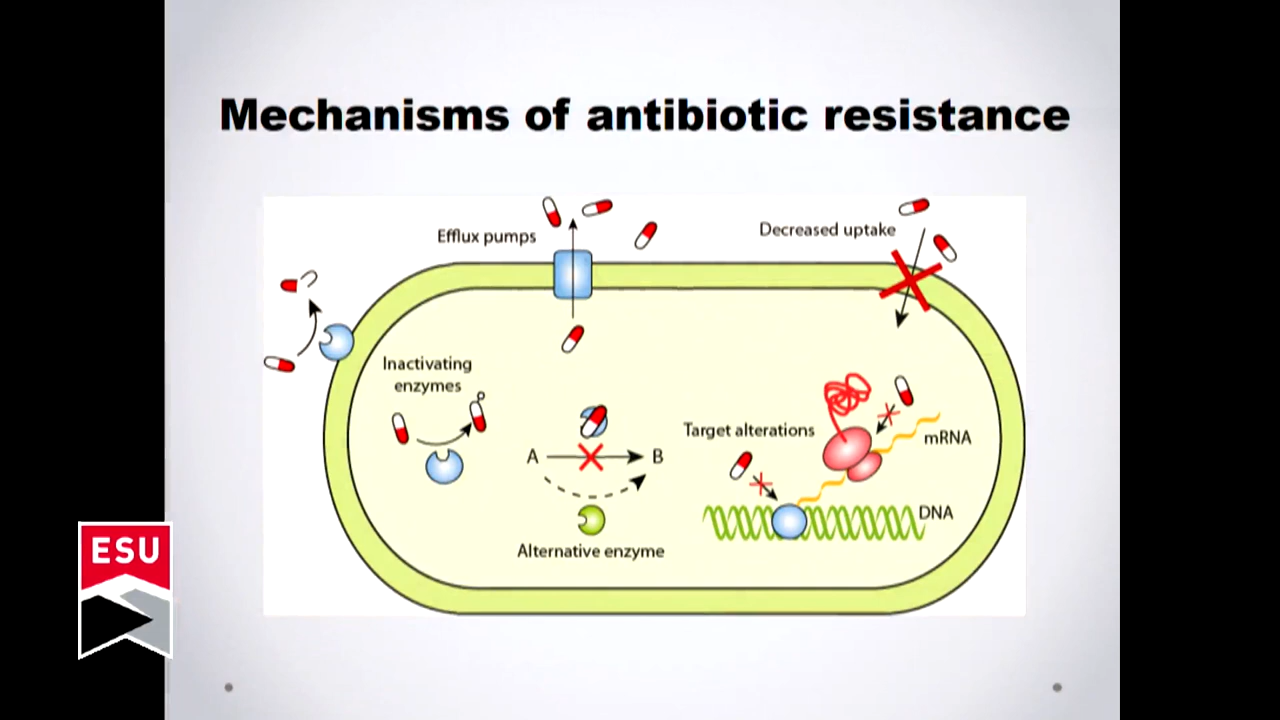 Mechanisms of antibiotic resistance
Efflux pumps
Decreased uptake
Inactivating
enzymes
P
A
B
Target alterations
mRNA
DNA
Alternative enzyme
ESU